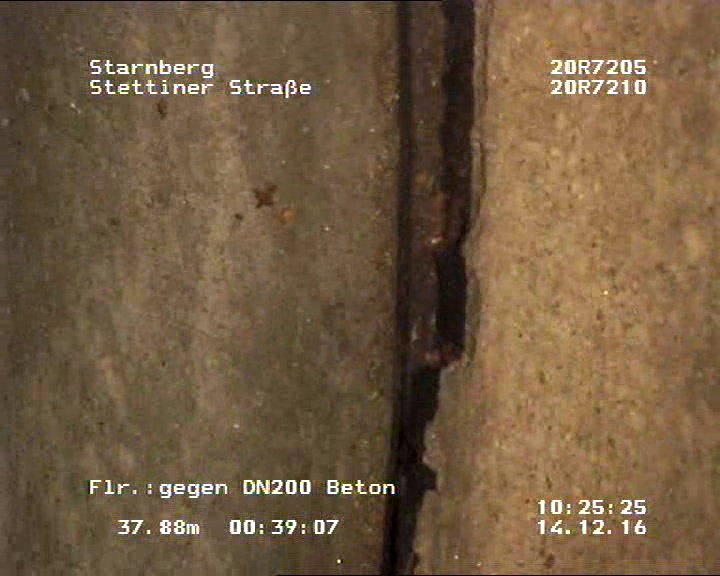 Starnberg
Stettiner Straße
20R7205
20R7210
Flr.:gegen DN200 Beton
37.88m 00:39:07
10:25:25
14.12.16